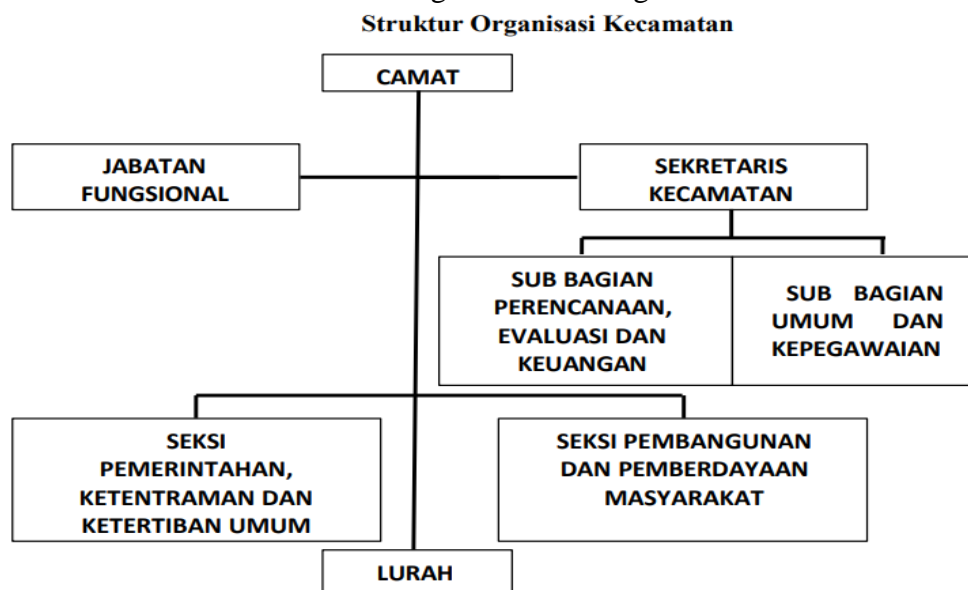 Struktur Organisasi Kecamatan
CAMAT
JABATAN
FUNGSIONAL
SEKRETARIS
KECAMATAN
SUB BAGIAN
PERENCANAAN,
EVALUASI DAN
KEUANGAN
SUB BAGIAN
UMUM DAN
KEPEGAWAIAN
SEKSI
PEMERINTAHAN,
KETENTRAMAN DAN
KETERTIBAN UMUM
SEKSI PEMBANGUNAN
DAN PEMBERDAYAAN
MASYARAKAT
LURAH